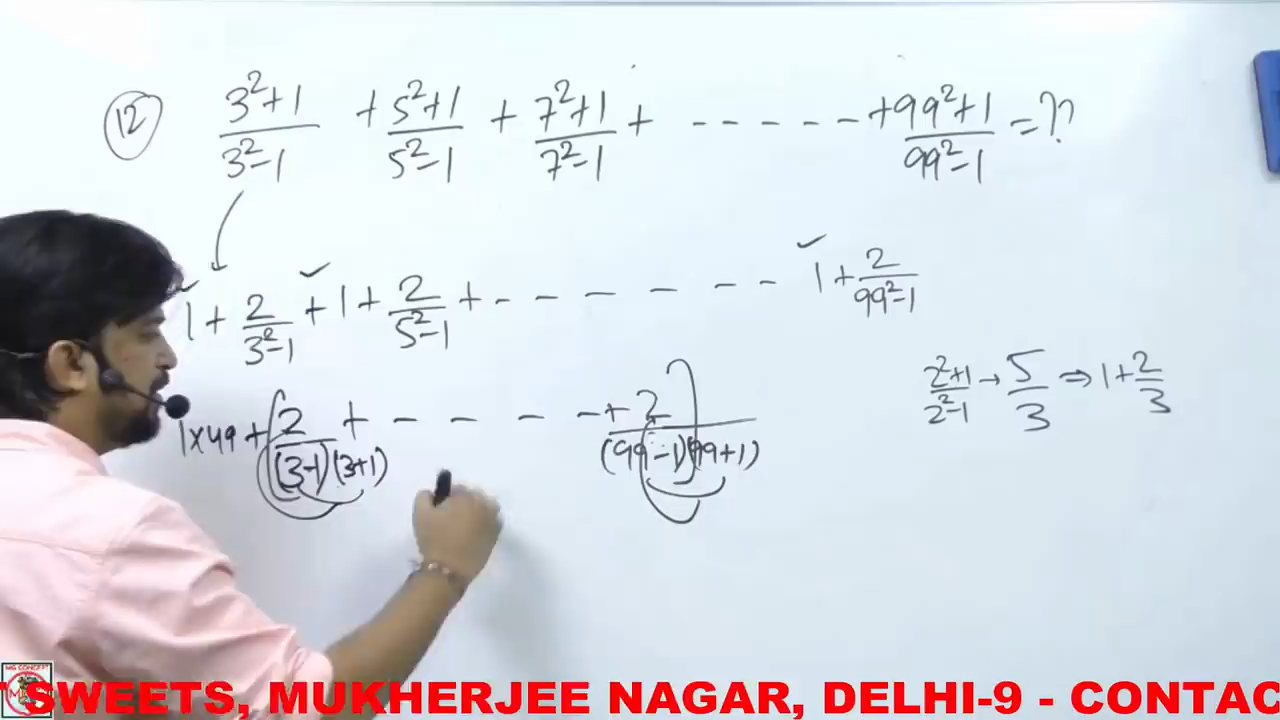 12) (3²+1)/(3²-1) + (5²+1)/(5²-1) + (7²+1)/(7²-1) + ------ + (99²+1)/(99²-1) = ??
1 + 2/(3²-1) + 1 + 2/(5²-1) + ------- 1 + 2/(99²-1)
(2²+1)/(2²-1) → 5/3 ⇒ 1 + 2/3
1×49 + [2/((3-1)(3+1)) + ---- + 2/((99-1)(99+1))]
MG CONCEPT
SWEETS, MUKHERJEE NAGAR, DELHI-9 - CONTAC